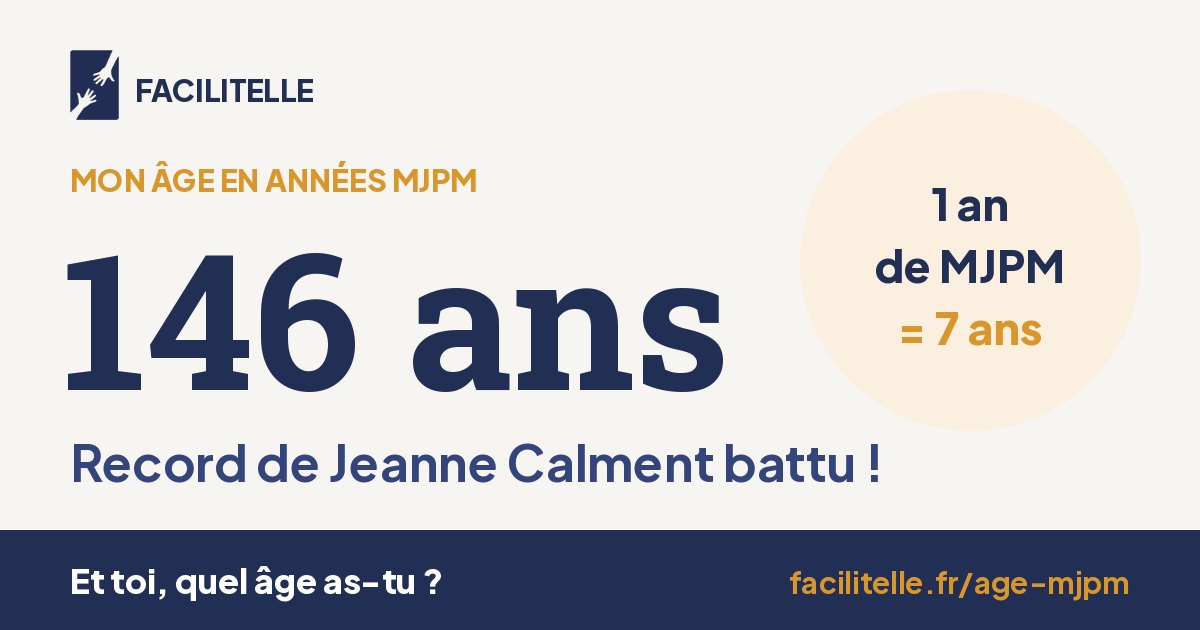 FACILITELLE
MON ÂGE EN ANNÉES MJPM
146 ans
Record de Jeanne Calment battu !
1 an
de MJPM
= 7 ans
Et toi, quel âge as-tu ?
facilitelle.fr/age-mjpm